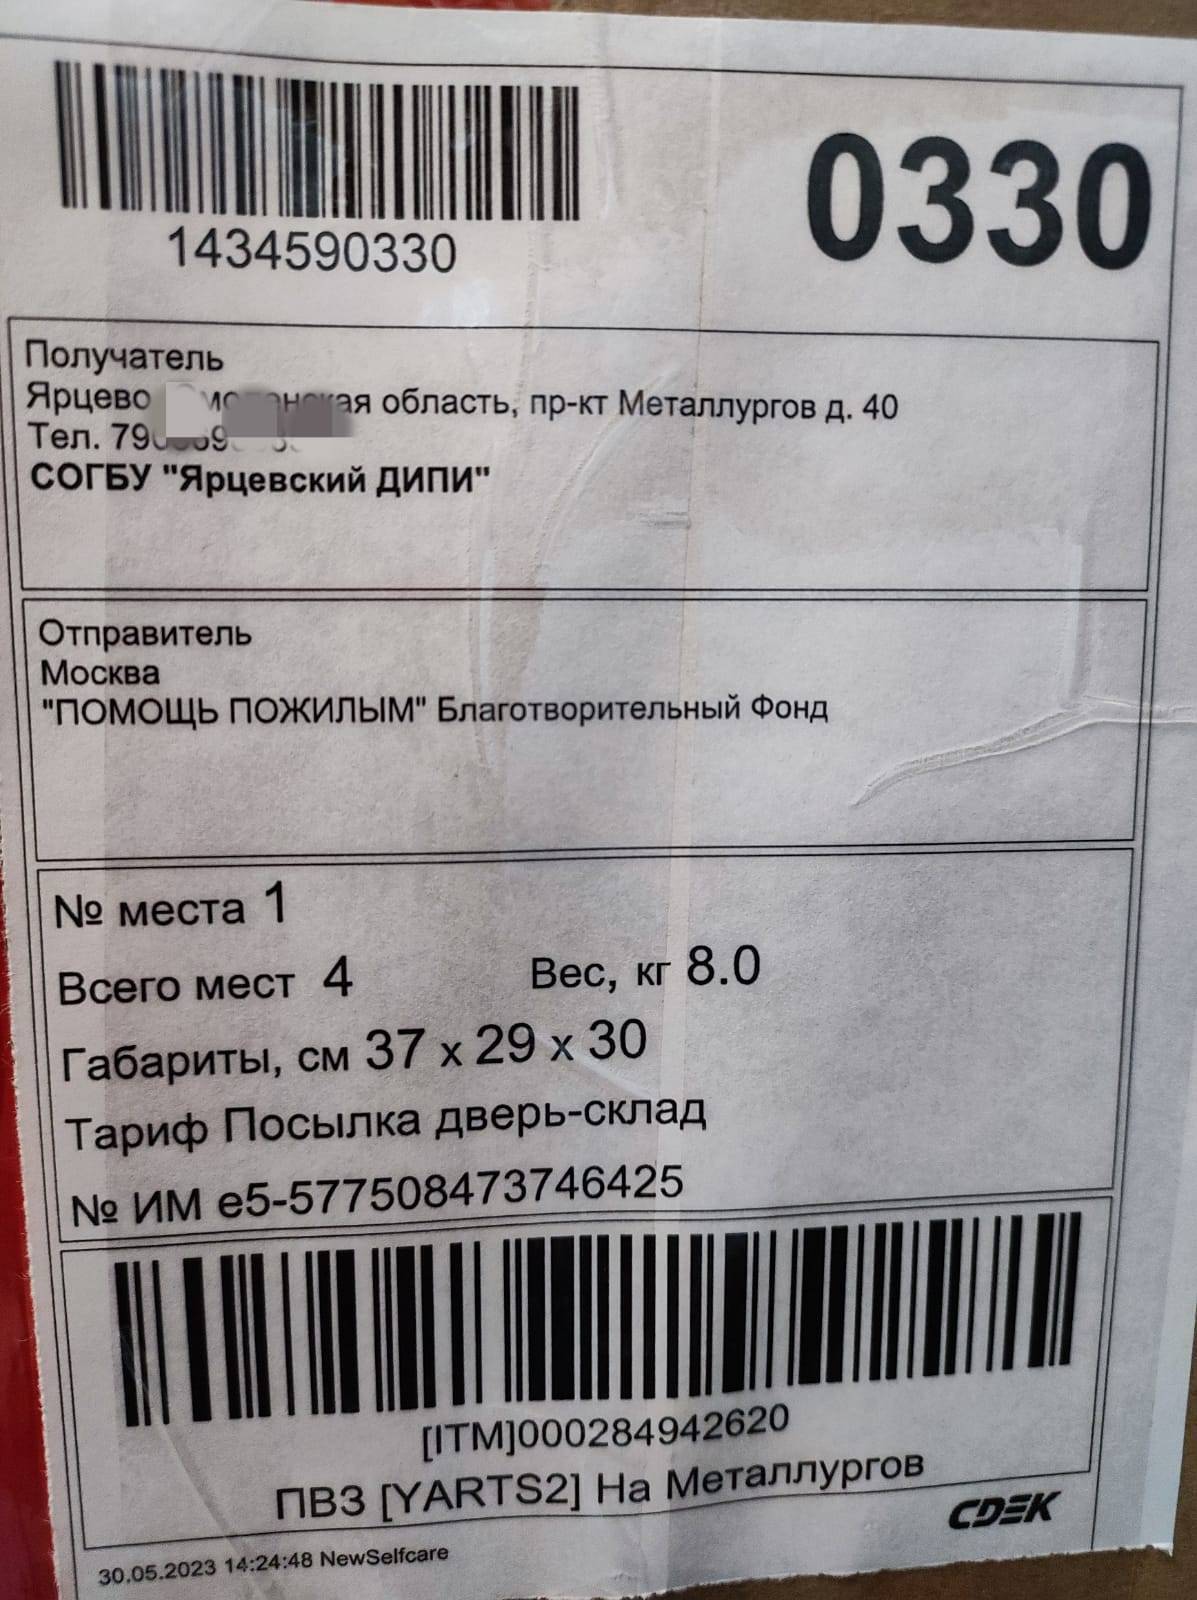 1434590330
0330
Получатель
Ярцево область, пр-кт Металлургов д. 40
Тел.
СОГБУ "Ярцевский ДИПИ"
Отправитель
Москва
"ПОМОЩЬ ПОЖИЛЫМ" Благотворительный Фонд
№ места 1
Всего мест 4 Вес, кг 8.0
Габариты, см 37 x 29 x 30
Тариф Посылка дверь-склад
№ ИМ e5-577508473746425
[ITM]000284942620
ПВЗ [YARTS2] На Металлургов
CDEK
30.05.2023 14:24:48 NewSelfcare